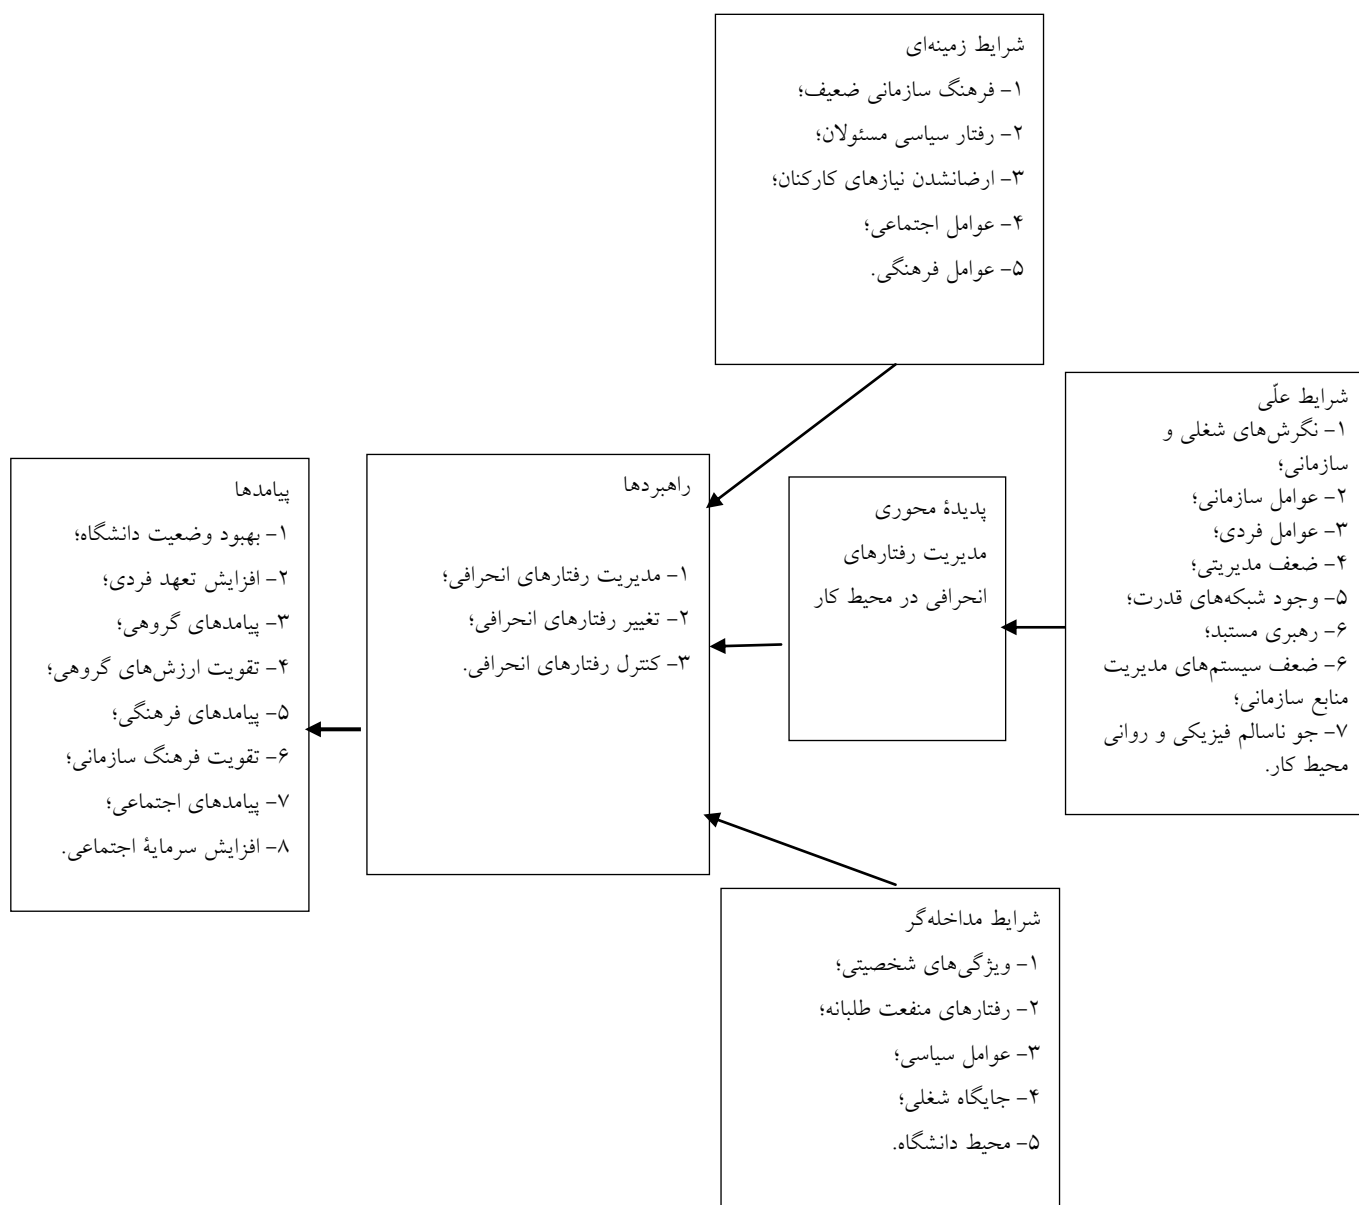 شرایط زمینه‌ای
۱- فرهنگ سازمانی ضعیف؛
۲- رفتار سیاسی مسئولان؛
۳- ارضانشدن نیازهای کارکنان؛
۴- عوامل اجتماعی؛
۵- عوامل فرهنگی.
شرایط علّی
۱- نگرش‌های شغلی و
سازمانی؛
۲- عوامل سازمانی؛
۳- عوامل فردی؛
۴- ضعف مدیریتی؛
۵- وجود شبکه‌های قدرت؛
۶- رهبری مستبد؛
۶- ضعف سیستم‌های مدیریت
منابع سازمانی؛
۷- جو ناسالم فیزیکی و روانی
محیط کار.
پدیدهٔ محوری
مدیریت رفتارهای
انحرافی در محیط کار
راهبردها
۱- مدیریت رفتارهای انحرافی؛
۲- تغییر رفتارهای انحرافی؛
۳- کنترل رفتارهای انحرافی.
پیامدها
۱- بهبود وضعیت دانشگاه؛
۲- افزایش تعهد فردی؛
۳- پیامدهای گروهی؛
۴- تقویت ارزش‌های گروهی؛
۵- پیامدهای فرهنگی؛
۶- تقویت فرهنگ سازمانی؛
۷- پیامدهای اجتماعی؛
۸- افزایش سرمایهٔ اجتماعی.
شرایط مداخله‌گر
۱- ویژگی‌های شخصیتی؛
۲- رفتارهای منفعت طلبانه؛
۳- عوامل سیاسی؛
۴- جایگاه شغلی؛
۵- محیط دانشگاه.